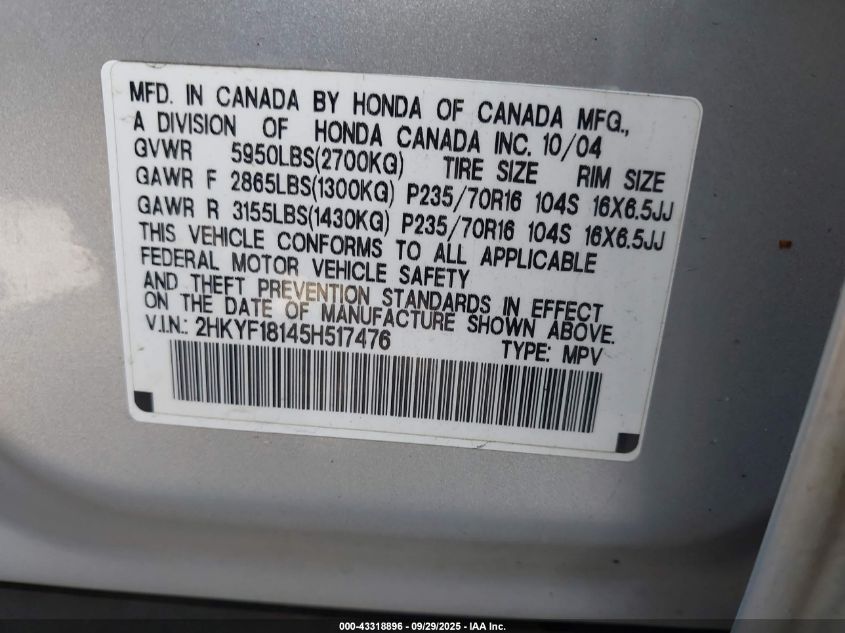 MFD. IN CANADA BY HONDA OF CANADA MFG.,
A DIVISION OF HONDA CANADA INC. 10/04
GVWR 5950LBS(2700KG) TIRE SIZE RIM SIZE
GAWR F 2865LBS(1300KG) P235/70R16 104S 16X6.5JJ
GAWR R 3155LBS(1430KG) P235/70R16 104S 16X6.5JJ
THIS VEHICLE CONFORMS TO ALL APPLICABLE
FEDERAL MOTOR VEHICLE SAFETY
AND THEFT PREVENTION STANDARDS IN EFFECT
ON THE DATE OF MANUFACTURE SHOWN ABOVE.
V.I.N.: 2HKYF18145H517476 TYPE: MPV
000-43318896 - 09/29/2025 - IAA Inc.